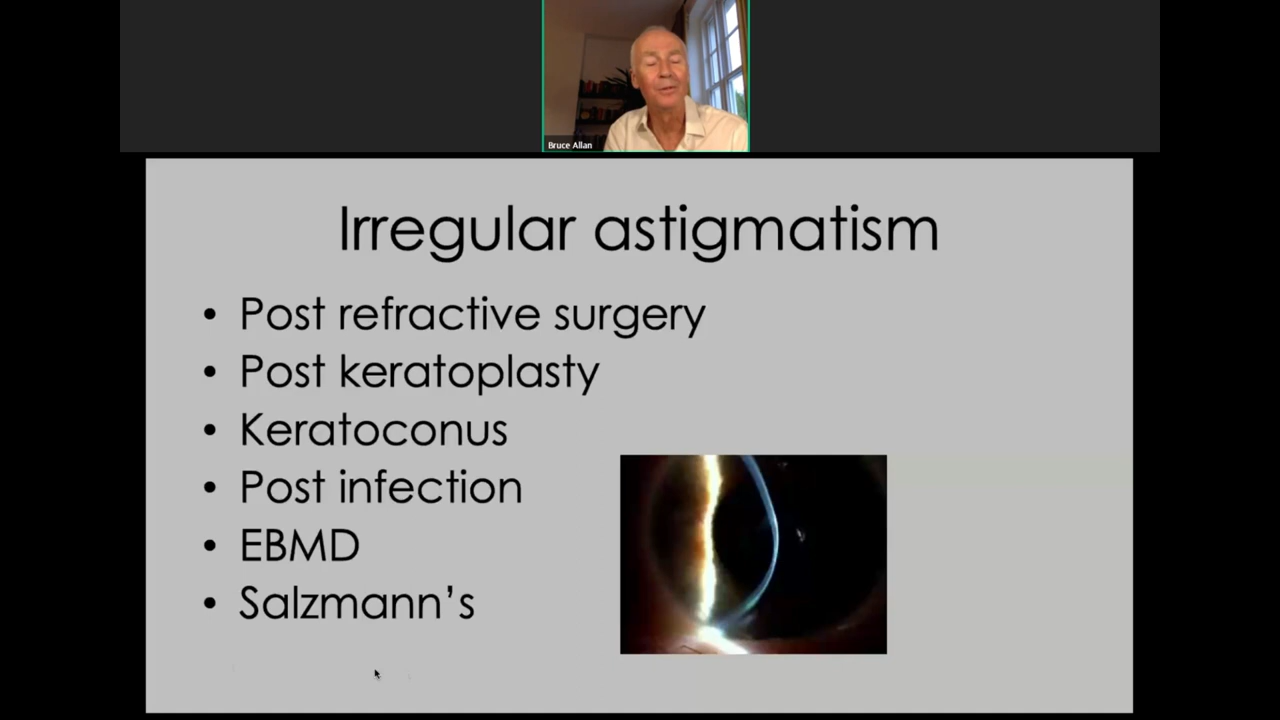 Bruce Allan
Irregular astigmatism
• Post refractive surgery
• Post keratoplasty
• Keratoconus
• Post infection
• EBMD
• Salzmann’s